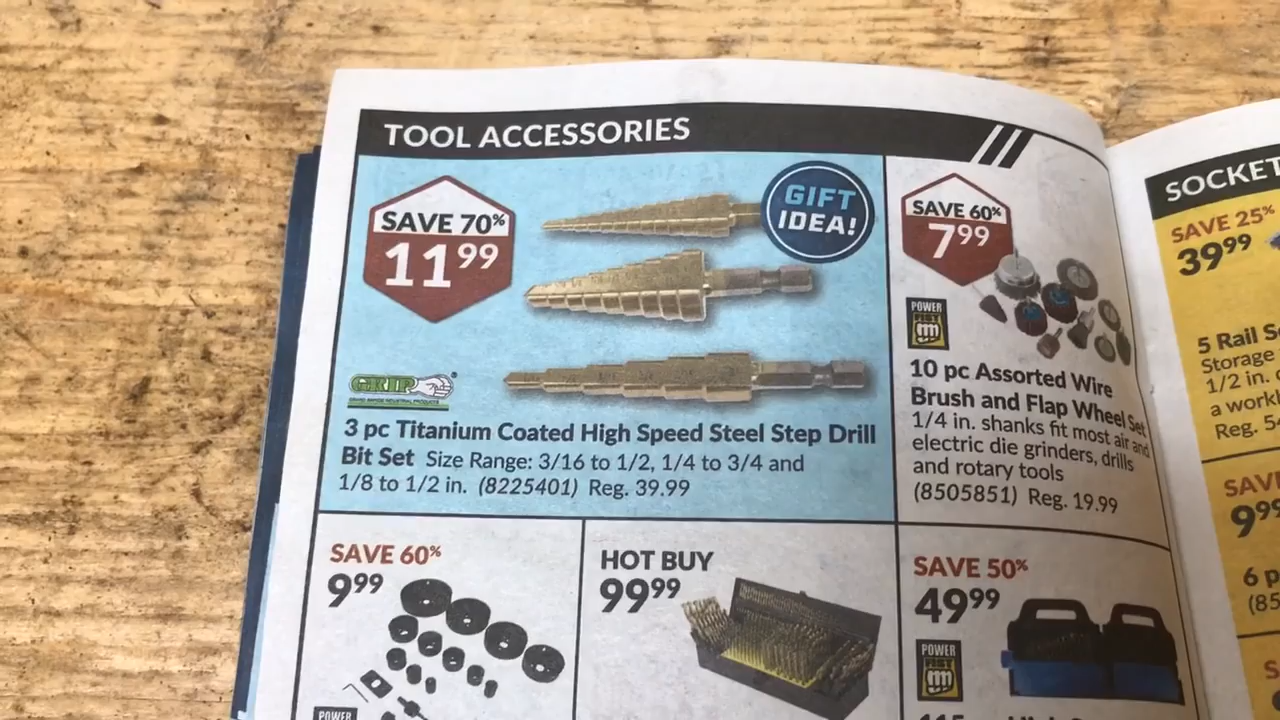 TOOL ACCESSORIES
SAVE 70%
11.99
GIFT
IDEA!
GRIP
3 pc Titanium Coated High Speed Steel Step Drill
Bit Set Size Range: 3/16 to 1/2, 1/4 to 3/4 and
1/8 to 1/2 in. (8225401) Reg. 39.99
SAVE 60%
7.99
POWER
FIST
10 pc Assorted Wire
Brush and Flap Wheel Set
1/4 in. shanks fit most air and
electric die grinders, drills
and rotary tools
(8505851) Reg. 19.99
SAVE 60%
9.99
POWER
HOT BUY
99.99
SAVE 50%
49.99
POWER
FIST
SOCKET
SAVE 25%
39.99
5 Rail
Storage
1/2 in.
a
Reg.
9.99
6